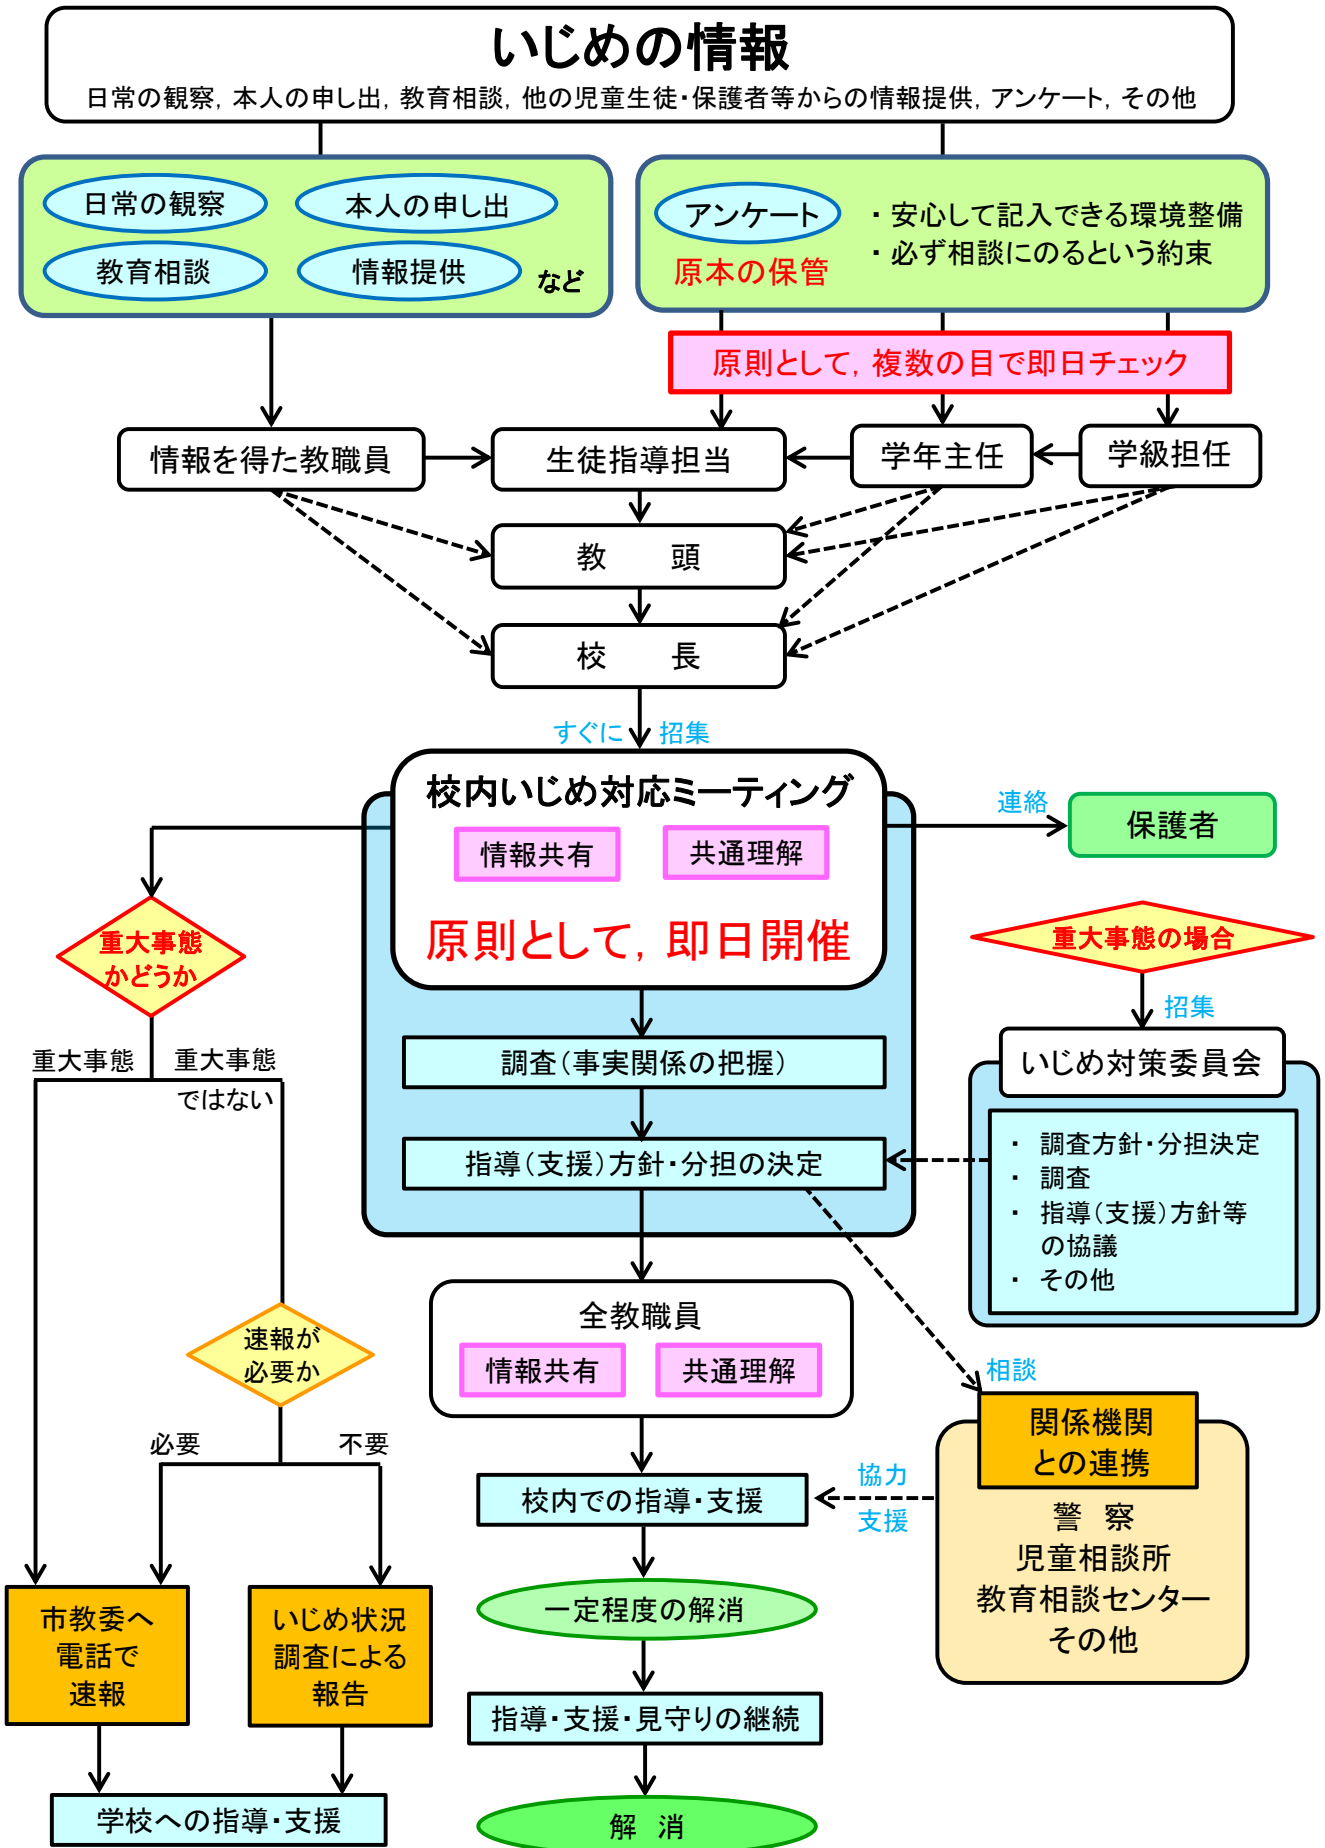 いじめの情報
日常の観察，本人の申し出，教育相談，他の児童生徒・保護者等からの情報提供，アンケート，その他
日常の観察
本人の申し出
教育相談
情報提供
など
アンケート
原本の保管
・安心して記入できる環境整備
・必ず相談にのるという約束
原則として，複数の目で即日チェック
情報を得た教職員
生徒指導担当
学年主任
学級担任
教　頭
校　長
すぐに　招集
校内いじめ対応ミーティング
情報共有
共通理解
原則として，即日開催
連絡
保護者
重大事態
かどうか
重大事態の場合
招集
調査（事実関係の把握）
いじめ対策委員会
重大事態
重大事態
ではない
指導（支援）方針・分担の決定
・ 調査方針・分担決定
・ 調査
・ 指導（支援）方針等
の協議
・ その他
全教職員
情報共有
共通理解
速報が
必要か
相談
必要
不要
関係機関
との連携
協力
支援
校内での指導・支援
警　察
児童相談所
教育相談センター
その他
一定程度の解消
市教委へ
電話で
速報
いじめ状況
調査による
報告
指導・支援・見守りの継続
学校への指導・支援
解　消